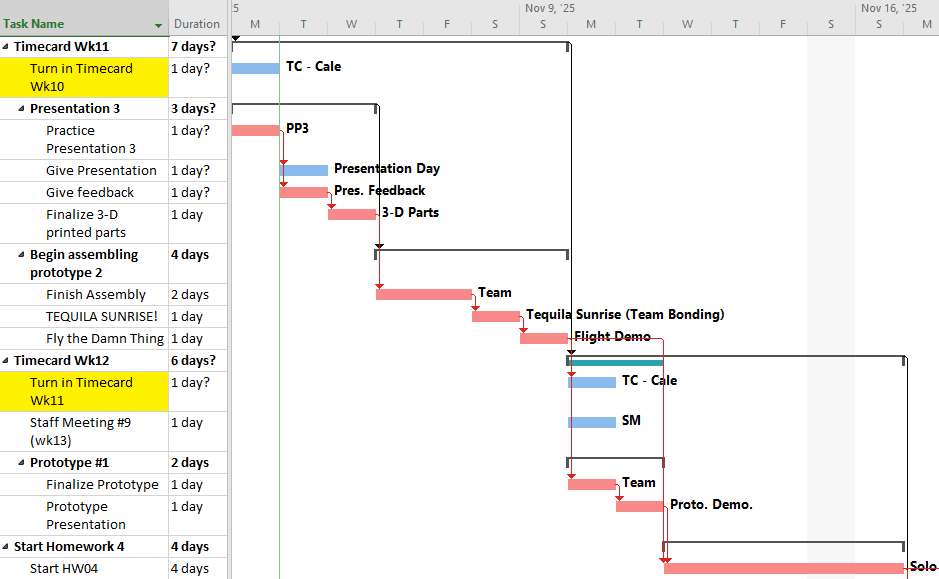 5 Nov 9, '25 Nov 16, '25
Task Name Duration M T W T F S S M T W T F S S M
Timecard Wk11 7 days?
Turn in Timecard 1 day? TC - Cale
Wk10
Presentation 3 3 days?
Practice 1 day? PP3
Presentation 3
Give Presentation 1 day? Presentation Day
Give feedback 1 day? Pres. Feedback
Finalize 3-D 1 day 3-D Parts
printed parts
Begin assembling 4 days
prototype 2
Finish Assembly 2 days Team
TEQUILA SUNRISE! 1 day Tequila Sunrise (Team Bonding)
Fly the Damn Thing 1 day Flight Demo
Timecard Wk12 6 days?
Turn in Timecard 1 day? TC - Cale
Wk11
Staff Meeting #9 1 day SM
(wk13)
Prototype #1 2 days
Finalize Prototype 1 day Team
Prototype 1 day Proto. Demo.
Presentation
Start Homework 4 4 days
Start HW04 4 days Solo